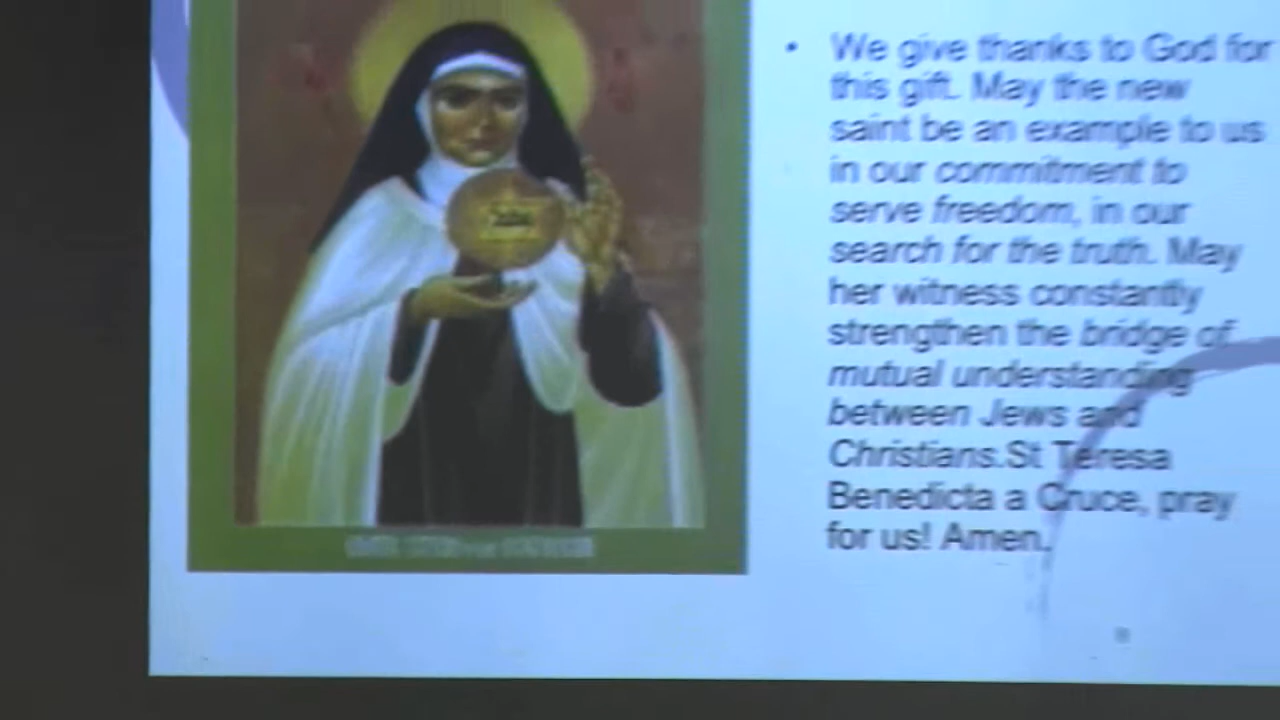 • We give thanks to God for
this gift. May the new
saint be an example to us
in our commitment to
serve freedom, in our
search for the truth. May
her witness constantly
strengthen the bridge of
mutual understanding
between Jews and
Christians.St Teresa
Benedicta a Cruce, pray
for us! Amen.